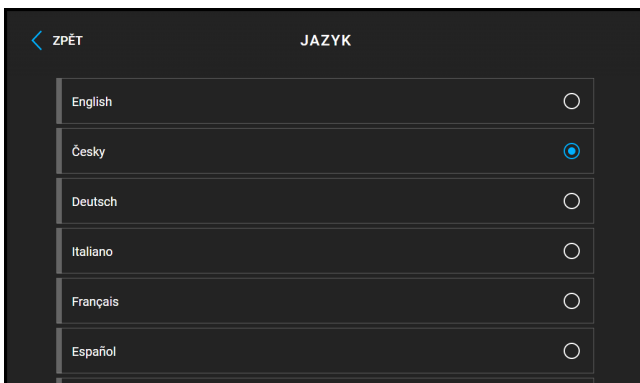 ZPĚT
JAZYK
English
Česky
Deutsch
Italiano
Français
Español